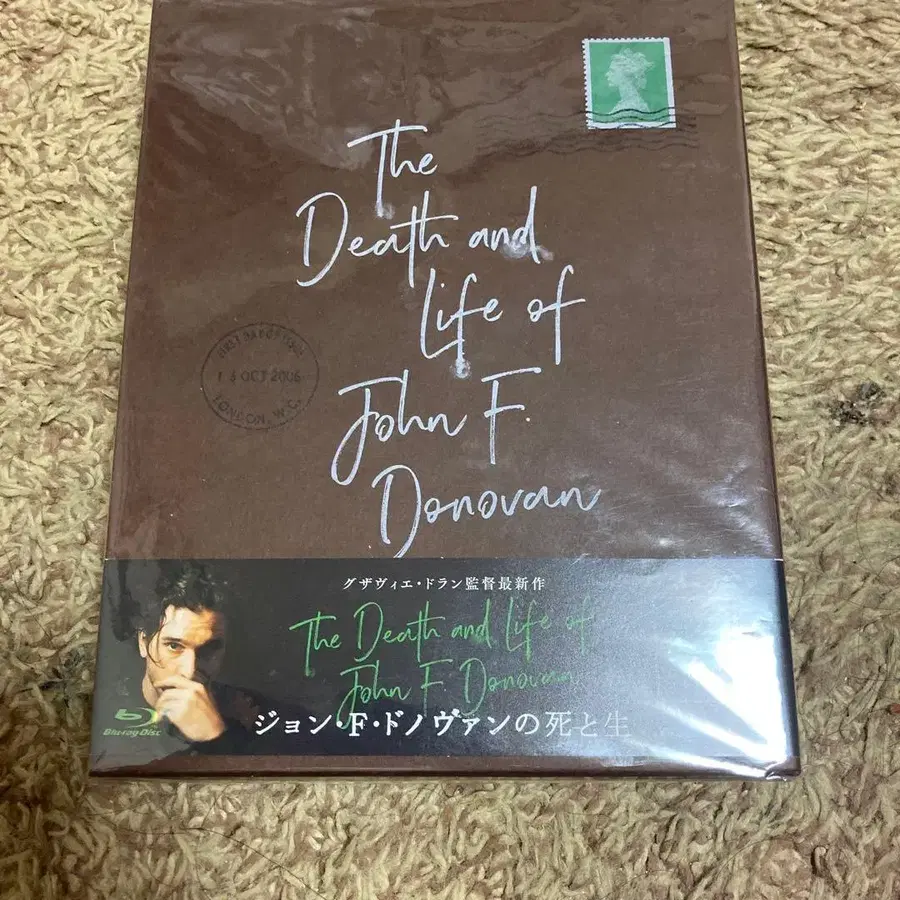 The
Death and
Life of
John F.
Donovan
16 OCT 2006
LONDON, W.C.
グザヴィエ・ドラン監督最新作
The Death and Life of
John F. Donovan
ジョン・F・ドノヴァンの死と生
Blu-ray Disc